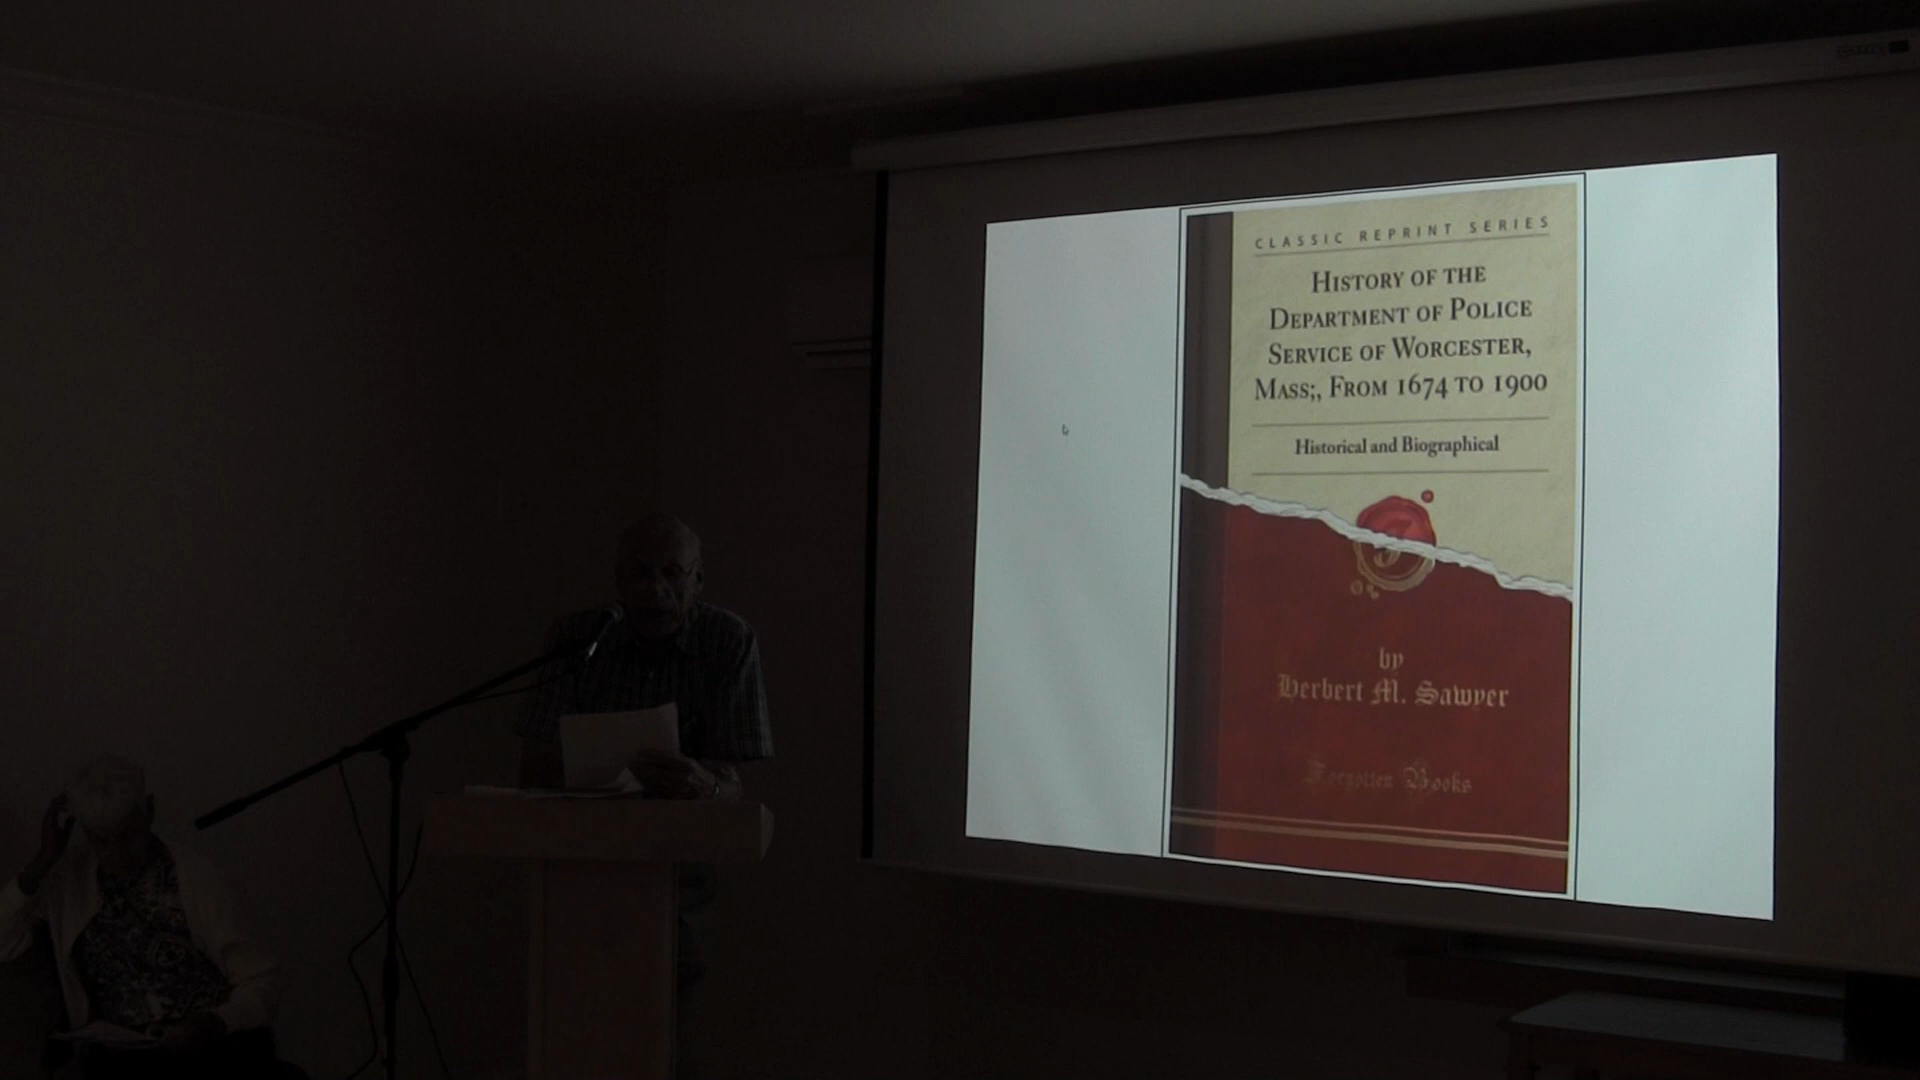 CLASSIC REPRINT SERIES
HISTORY OF THE
DEPARTMENT OF POLICE
SERVICE OF WORCESTER,
MASS;, FROM 1674 TO 1900
Historical and Biographical
by
Herbert M. Sawyer
Forgotten Books